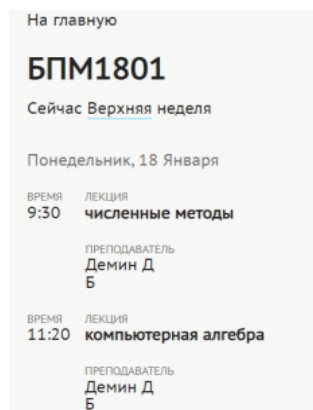 На главную
БПМ1801
Сейчас Верхняя неделя
Понедельник, 18 Января
ВРЕМЯ ЛЕКЦИЯ
9:30 численные методы
ПРЕПОДАВАТЕЛЬ
Демин Д
Б
ВРЕМЯ ЛЕКЦИЯ
11:20 компьютерная алгебра
ПРЕПОДАВАТЕЛЬ
Демин Д
Б